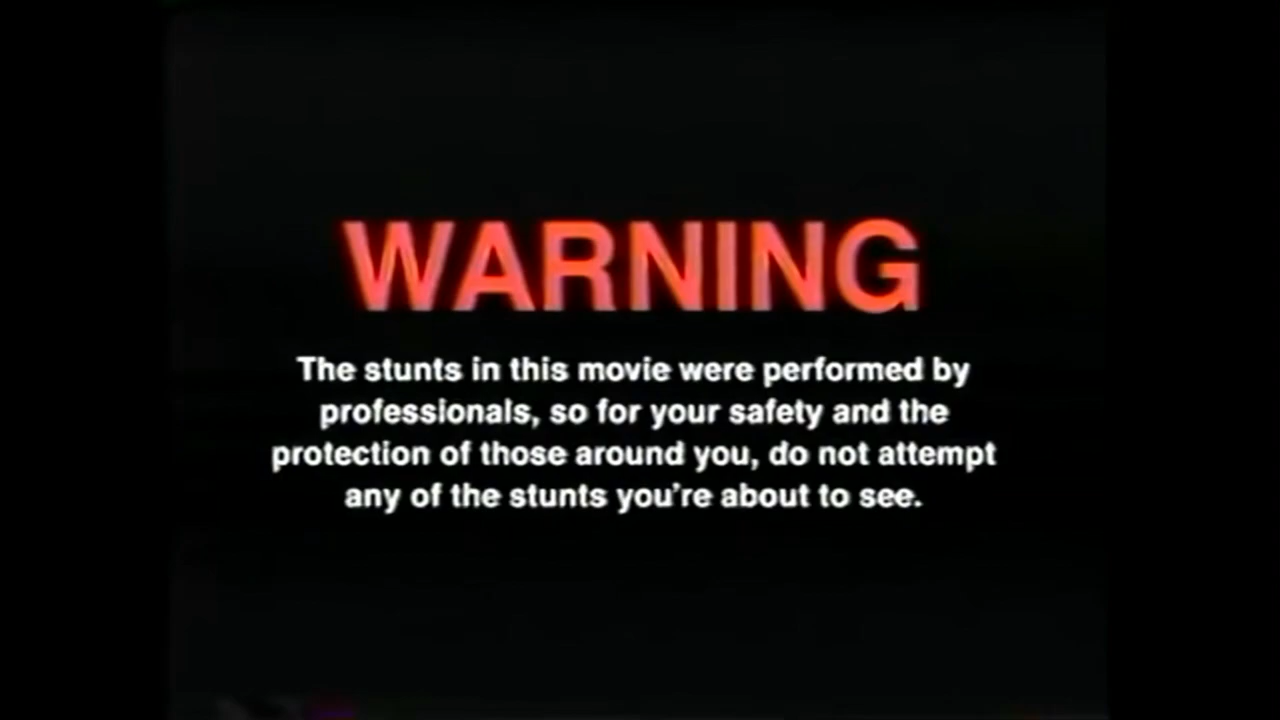 WARNING
The stunts in this movie were performed by
professionals, so for your safety and the
protection of those around you, do not attempt
any of the stunts you're about to see.